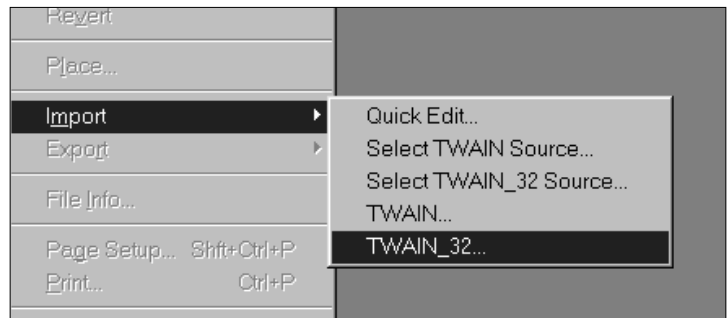 Revert
Place...
Import
Export
File Info...
Page Setup... Shft+Ctrl+P
Print... Ctrl+P
Quick Edit...
Select TWAIN Source...
Select TWAIN_32 Source...
TWAIN...
TWAIN_32...